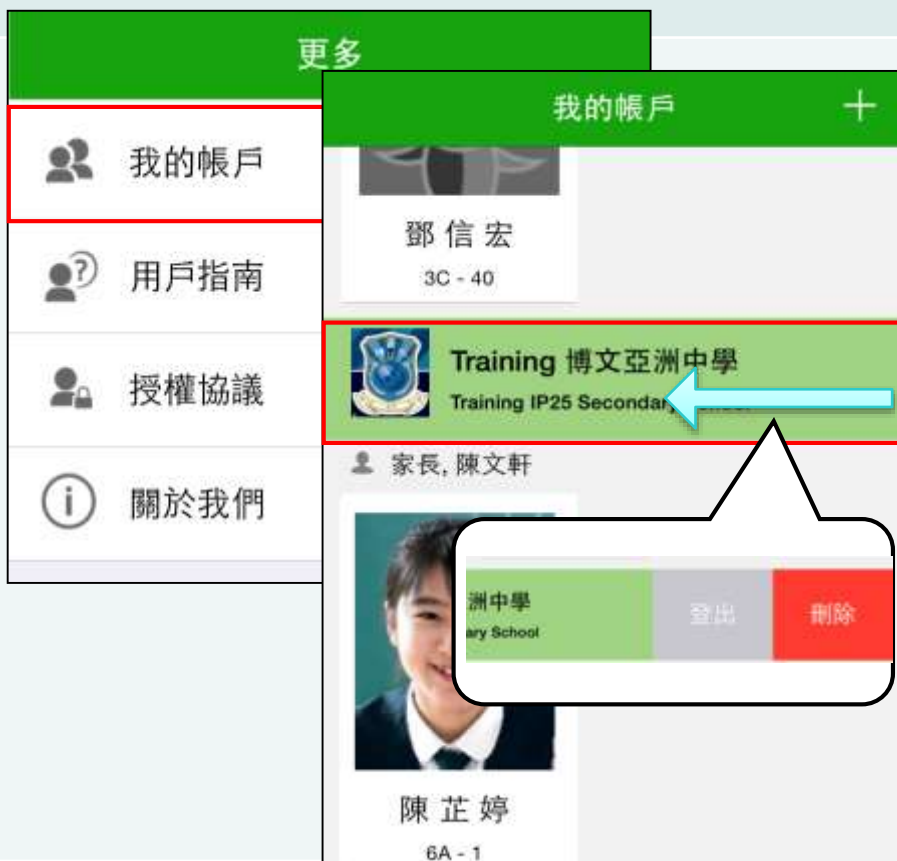 更多
我的帳戶
用戶指南
授權協議
關於我們
我的帳戶 +
鄧信宏
3C - 40
Training 博文亞洲中學
Training IP25 Secondary
家長, 陳文軒
洲中學
ary School
登出
刪除
陳芷婷
6A - 1